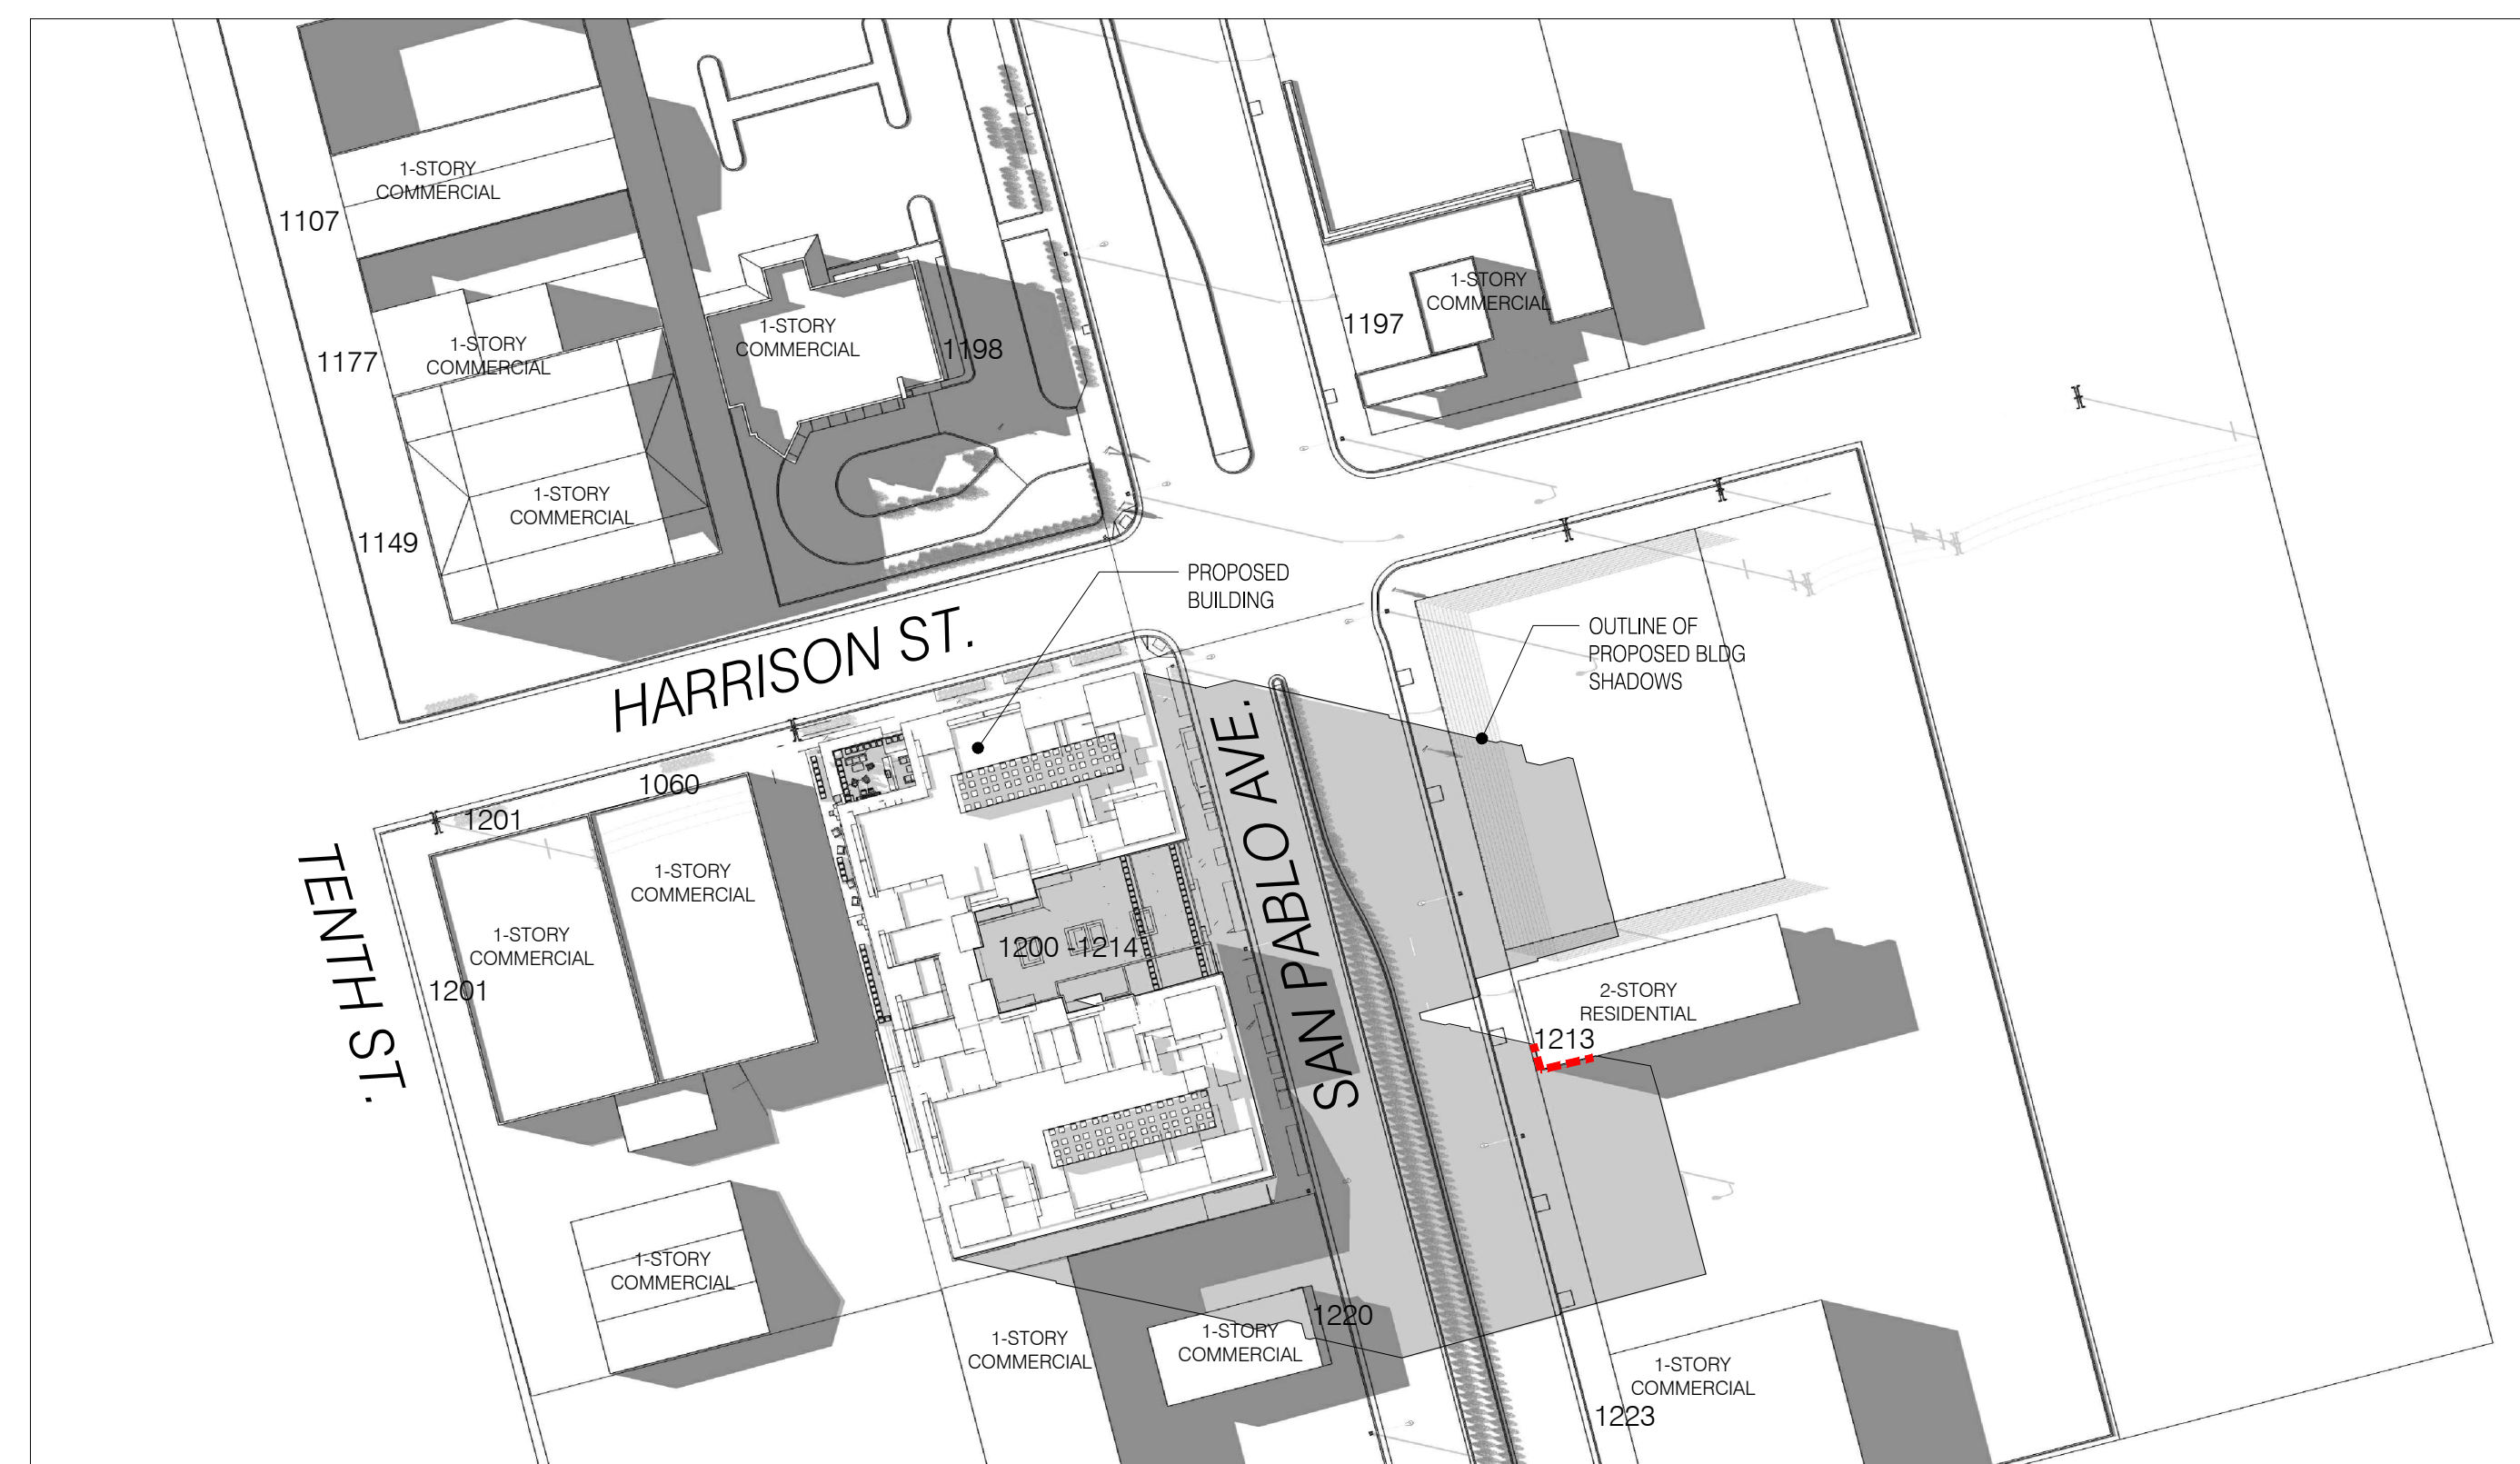 1-STORY
COMMERCIAL
1107
1-STORY
COMMERCIAL
1177
1-STORY
COMMERCIAL
1198
1-STORY
COMMERCIAL
1197
1-STORY
COMMERCIAL
1149
PROPOSED
BUILDING
OUTLINE OF
PROPOSED BLDG
SHADOWS
HARRISON ST.
SAN PABLO AVE.
TENTH ST.
1060
1201
1-STORY
COMMERCIAL
1-STORY
COMMERCIAL
1201
1200 -1214
2-STORY
RESIDENTIAL
1213
1-STORY
COMMERCIAL
1-STORY
COMMERCIAL
1-STORY
COMMERCIAL
1220
1-STORY
COMMERCIAL
1223